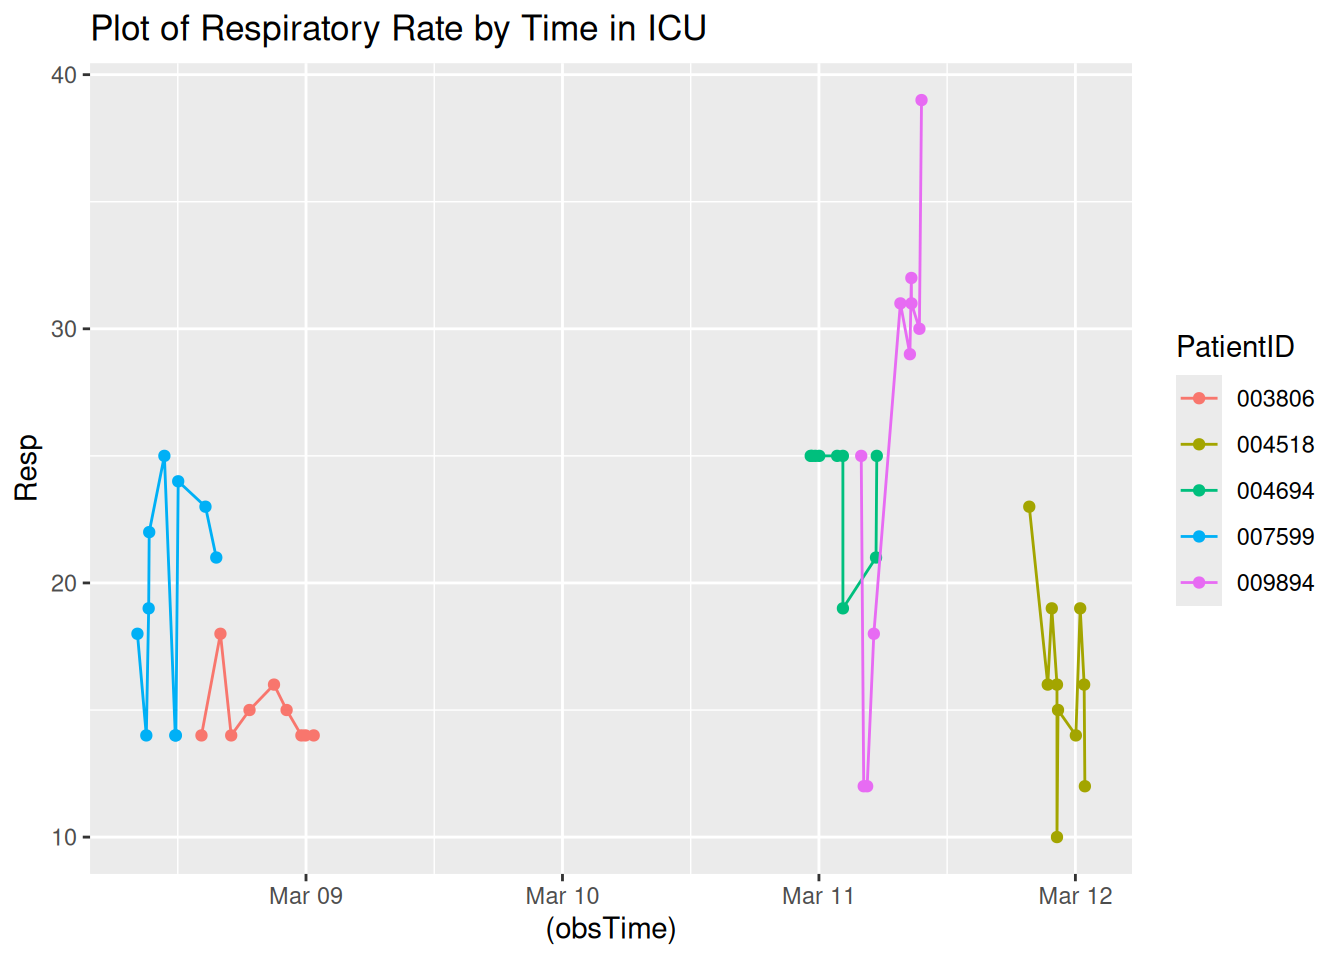 Plot of Respiratory Rate by Time in ICU
40
30
20
10
Resp
Mar 09
Mar 10
Mar 11
Mar 12
(obsTime)
PatientID
003806
004518
004694
007599
009894